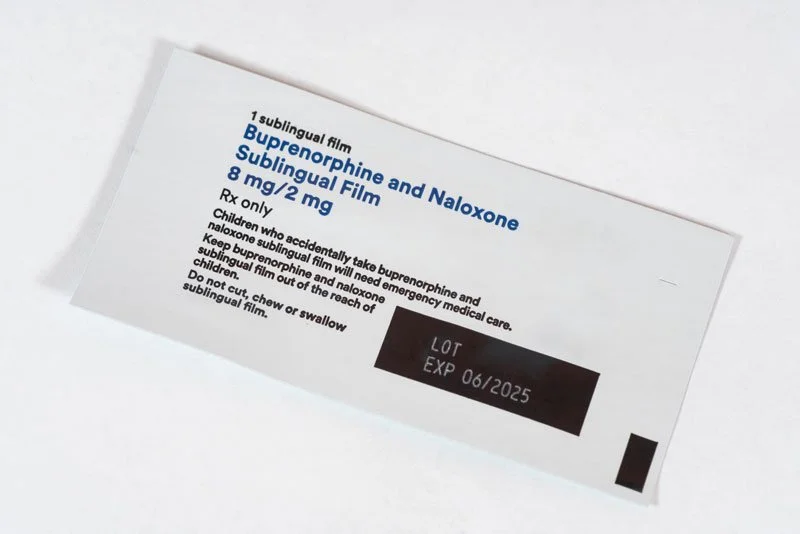 1 sublingual film
Buprenorphine and Naloxone
Sublingual Film
8 mg/2 mg
Rx only
Children who accidentally take buprenorphine and
naloxone sublingual film will need emergency medical care.
Keep buprenorphine and naloxone
sublingual film out of the reach of
children.
Do not cut, chew or swallow
sublingual film.
LOT
EXP 06/2025